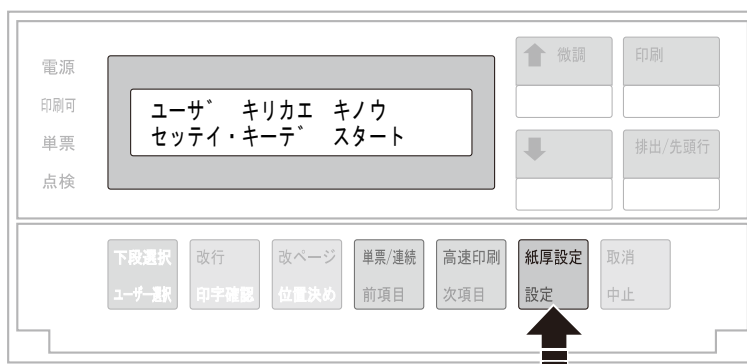 電源
印刷可
単票
点検
ユーザ゛ キリカエ キノウ
セッテイ・キーデ゛ スタート
微調
印刷
排出/先頭行
下段選択 改行 改ページ 単票/連続 高速印刷 紙厚設定 取消
ユーザー選択 印字確認 位置決め 前項目 次項目 設定 中止